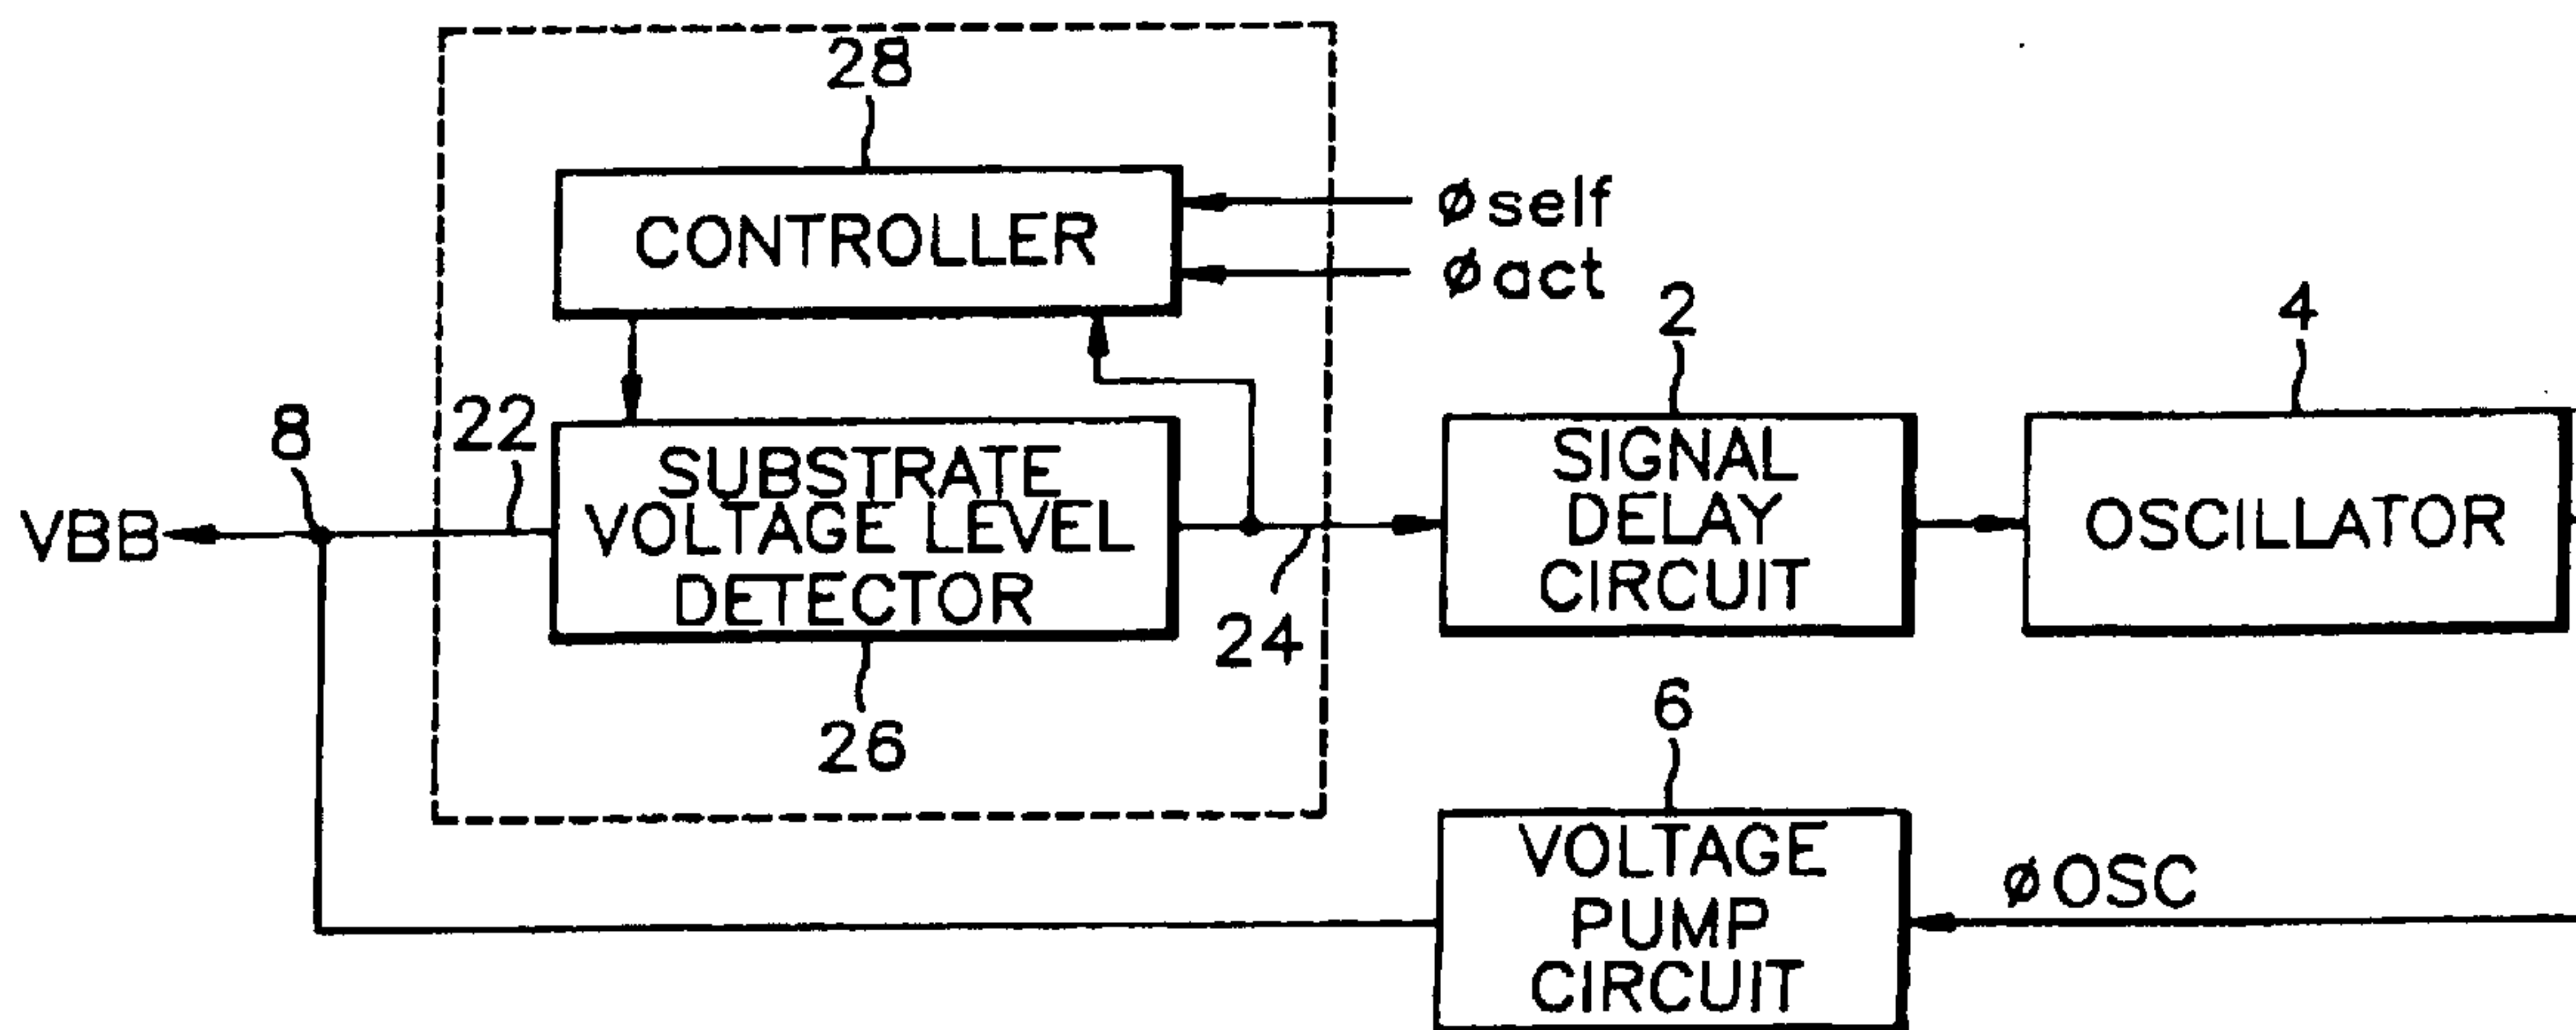 28
CONTROLLER
øself
øact
2
4
8
22
SUBSTRATE
VOLTAGE LEVEL
DETECTOR
SIGNAL
DELAY
CIRCUIT
OSCILLATOR
VBB
24
26
6
VOLTAGE
PUMP
CIRCUIT
øOSC